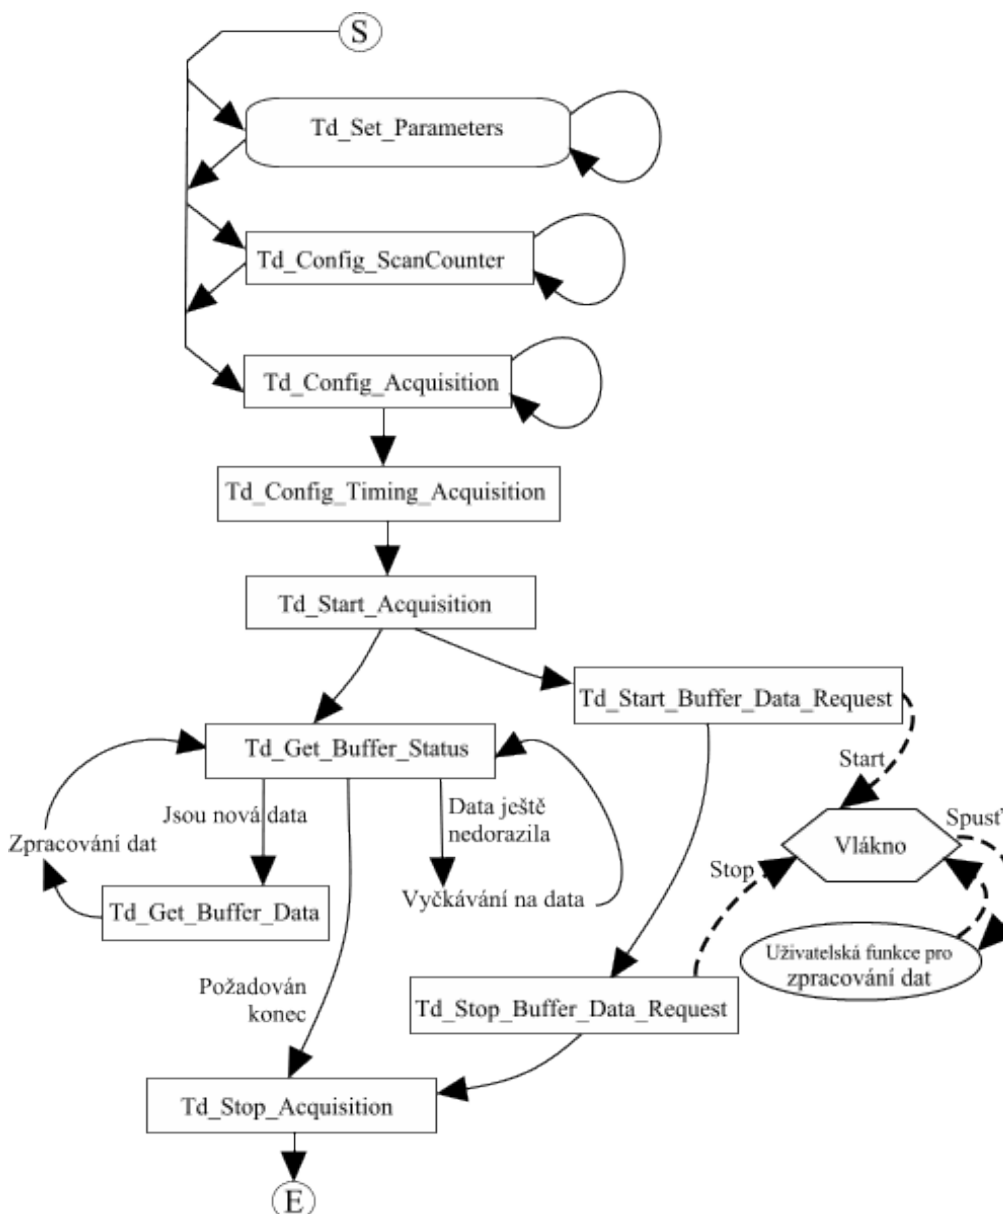 S
Td_Set_Parameters
Td_Config_ScanCounter
Td_Config_Acquisition
Td_Config_Timing_Acquisition
Td_Start_Acquisition
Td_Start_Buffer_Data_Request
Td_Get_Buffer_Status
Start
Jsou nová data
Data ještě
nedorazila
Zpracování dat
Vlákno
Spusť
Stop
Vyčkávání na data
Td_Get_Buffer_Data
Uživatelská funkce pro
zpracování dat
Požadován
konec
Td_Stop_Buffer_Data_Request
Td_Stop_Acquisition
E